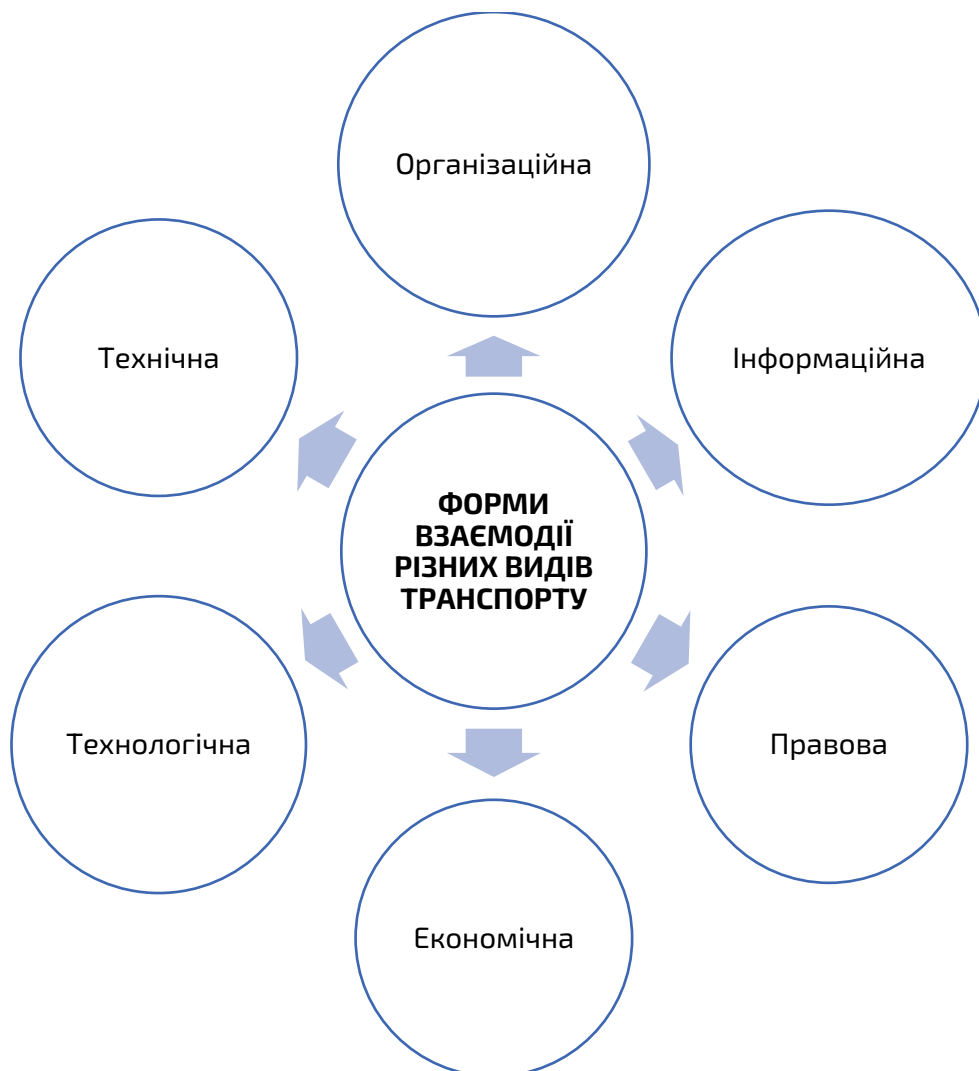 Організаційна
Технічна
Інформаційна
ФОРМИ
ВЗАЄМОДІЇ
РІЗНИХ ВИДІВ
ТРАНСПОРТУ
Технологічна
Правова
Економічна